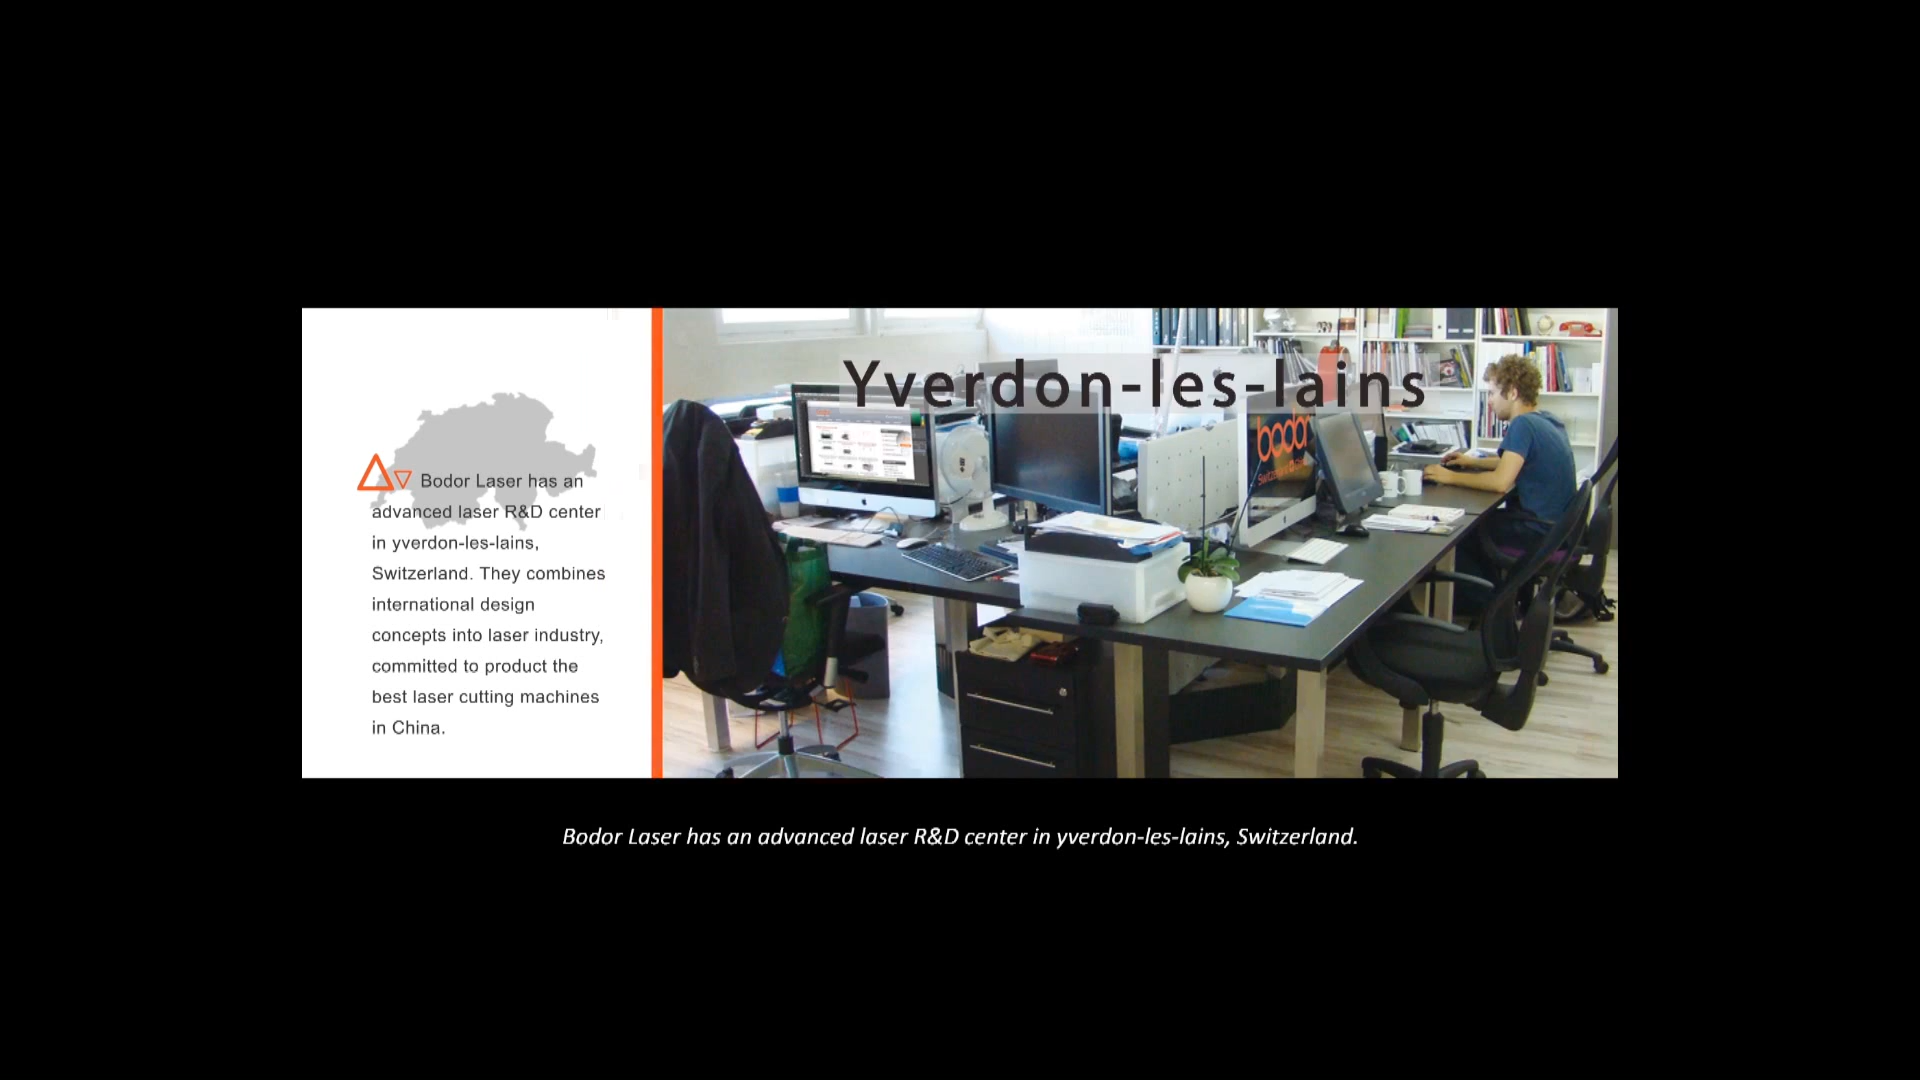 Yverdon-les-lains
bodor
Bodor Laser has an
advanced laser R&D center
in yverdon-les-lains,
Switzerland. They combines
international design
concepts into laser industry,
committed to product the
best laser cutting machines
in China.
Bodor Laser has an advanced laser R&D center in yverdon-les-lains, Switzerland.